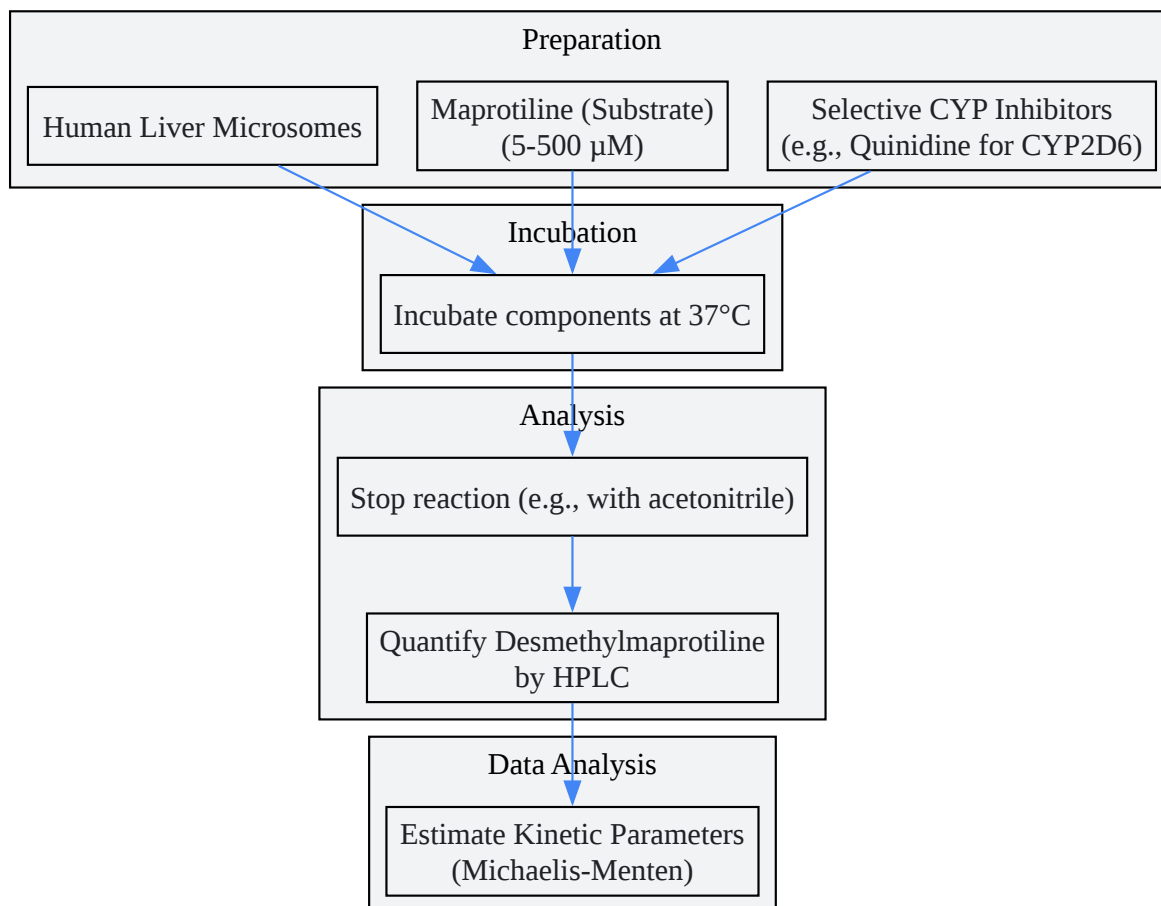 Preparation
Human Liver Microsomes
Maprotiline (Substrate)
(5-500 µM)
Selective CYP Inhibitors
(e.g., Quinidine for CYP2D6)
Incubation
Incubate components at 37°C
Analysis
Stop reaction (e.g., with acetonitrile)
Quantify Desmethylmaprotiline
by HPLC
Data Analysis
Estimate Kinetic Parameters
(Michaelis-Menten)